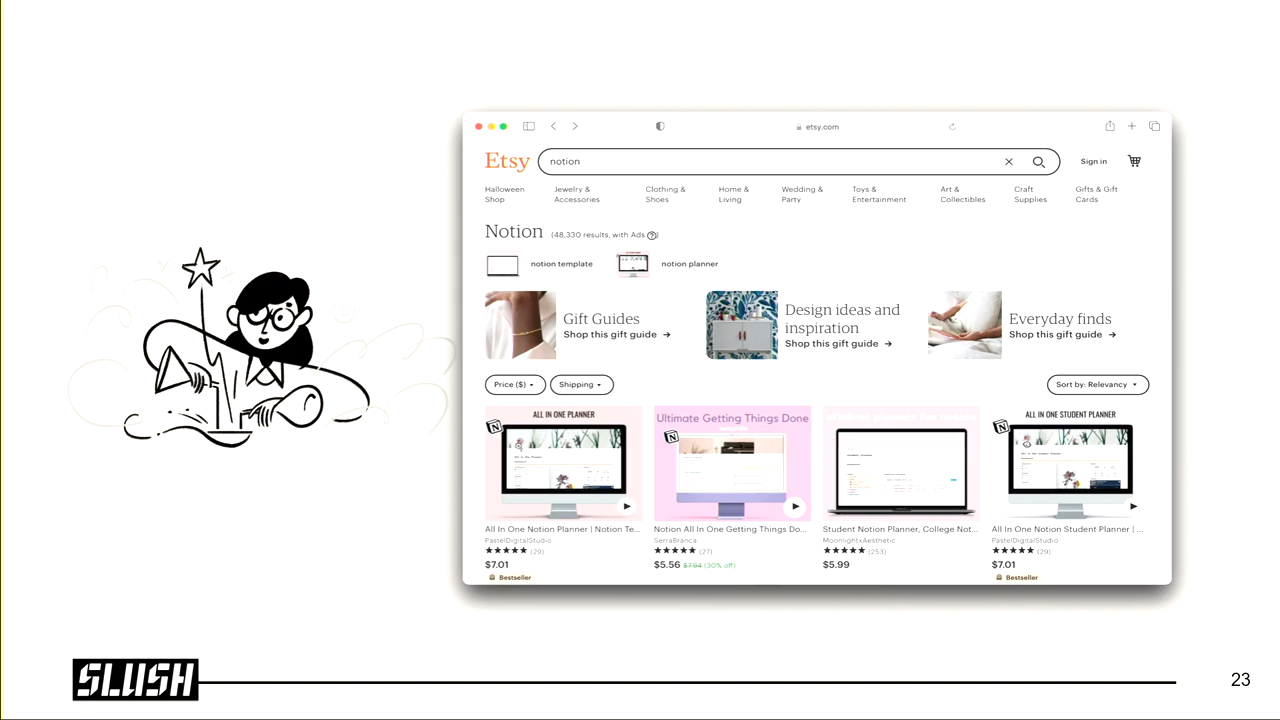 etsy.com
Etsy
notion
Sign in
Halloween Shop
Jewelry & Accessories
Clothing & Shoes
Home & Living
Wedding & Party
Toys & Entertainment
Art & Collectibles
Craft Supplies
Gifts & Gift Cards
Notion (48,330 results, with Ads ?)
notion template
notion planner
Gift Guides
Shop this gift guide →
Design ideas and
inspiration
Shop this gift guide →
Everyday finds
Shop this gift guide →
Price ($)
Shipping
Sort by: Relevancy
ALL IN ONE PLANNER
N
All In One Notion Planner | Notion Te...
PastelDigitalStudio
(29)
$7.01
Bestseller
Ultimate Getting Things Done
template
N
Notion All In One Getting Things Do...
SerraBranca
(27)
$5.56 $7.94 (30% off)
student planner for notion
Student Notion Planner, College Not...
MoonlightxAesthetic
(253)
$5.99
ALL IN ONE STUDENT PLANNER
N
All In One Notion Student Planner | ...
PastelDigitalStudio
(29)
$7.01
Bestseller
SLUSH
23